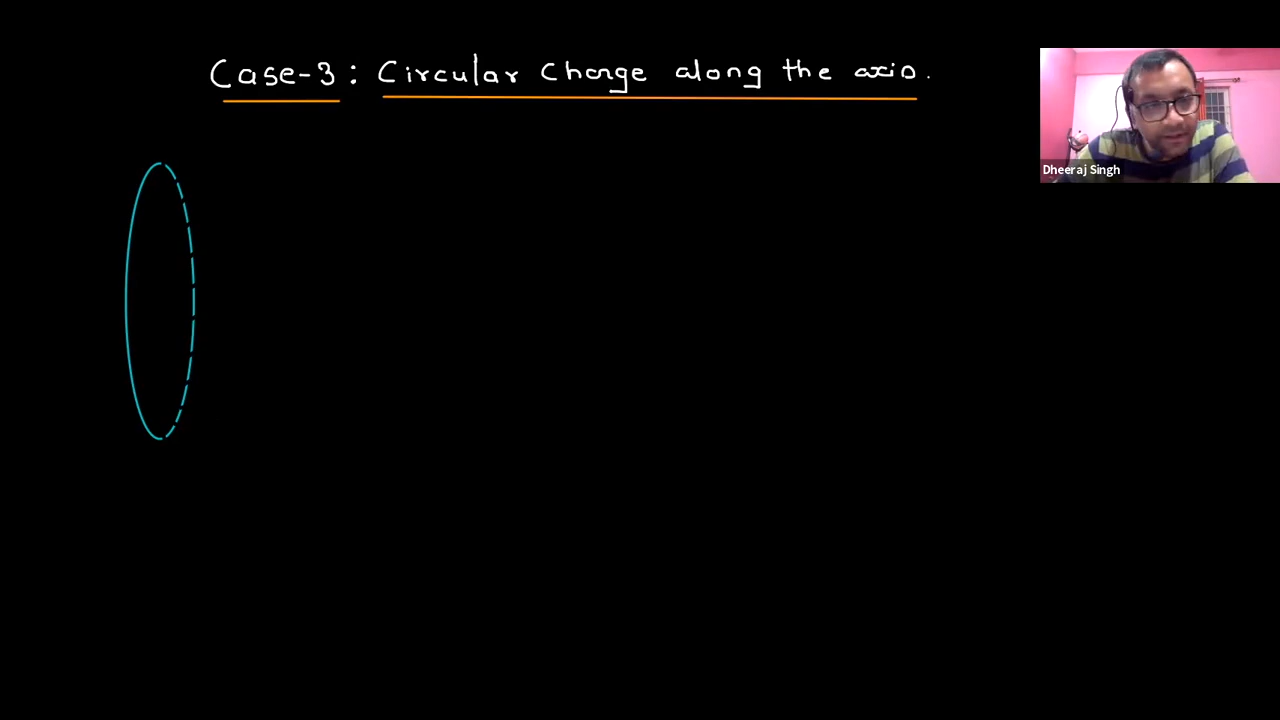 Case-3 : Circular Charge along the axis.
Dheeraj Singh